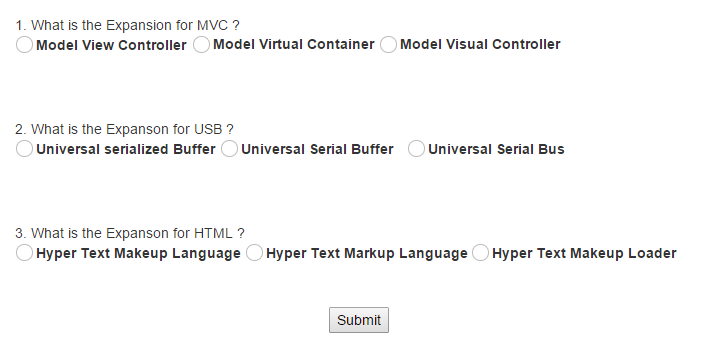 1. What is the Expansion for MVC ?
Model View Controller Model Virtual Container Model Visual Controller
2. What is the Expanson for USB ?
Universal serialized Buffer Universal Serial Buffer Universal Serial Bus
3. What is the Expanson for HTML ?
Hyper Text Makeup Language Hyper Text Markup Language Hyper Text Makeup Loader
Submit